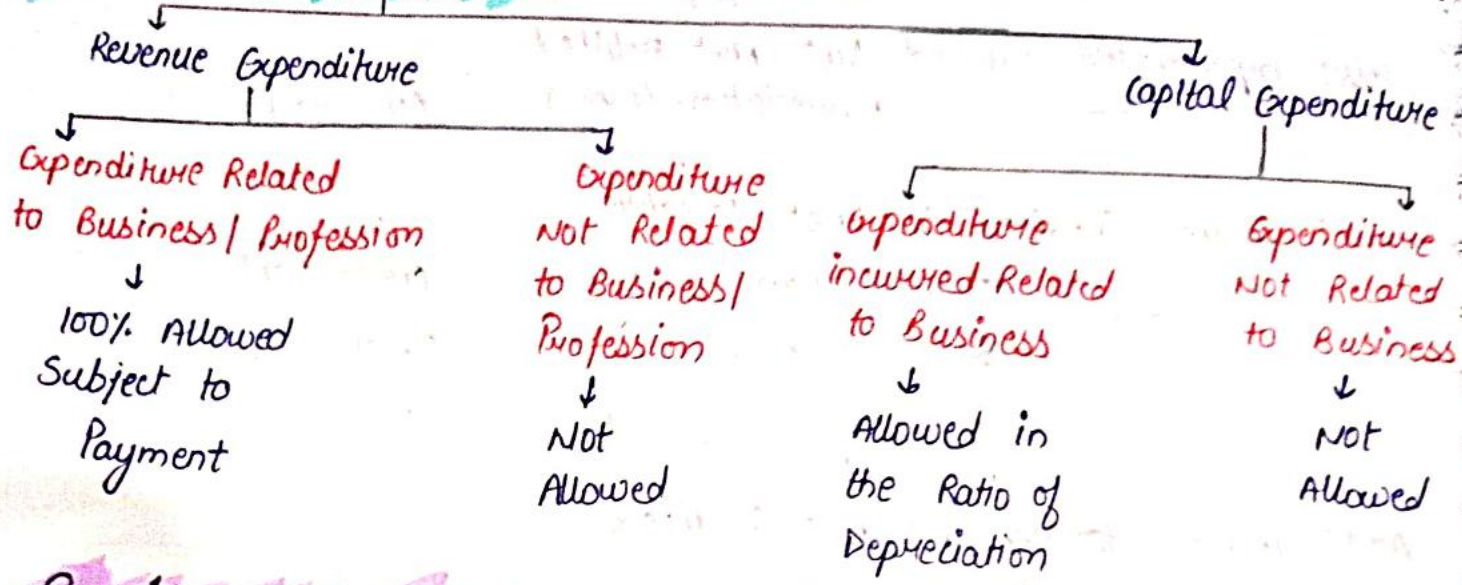 Revenue Expenditure
Capital Expenditure
Expenditure Related
to Business/ Profession
↓
100% Allowed
Subject to
Payment
Expenditure
Not Related
to Business/
Profession
↓
Not
Allowed
Expenditure
incurred Related
to Business
↓
Allowed in
the Ratio of
Depreciation
Expenditure
Not Related
to Business
↓
Not
Allowed